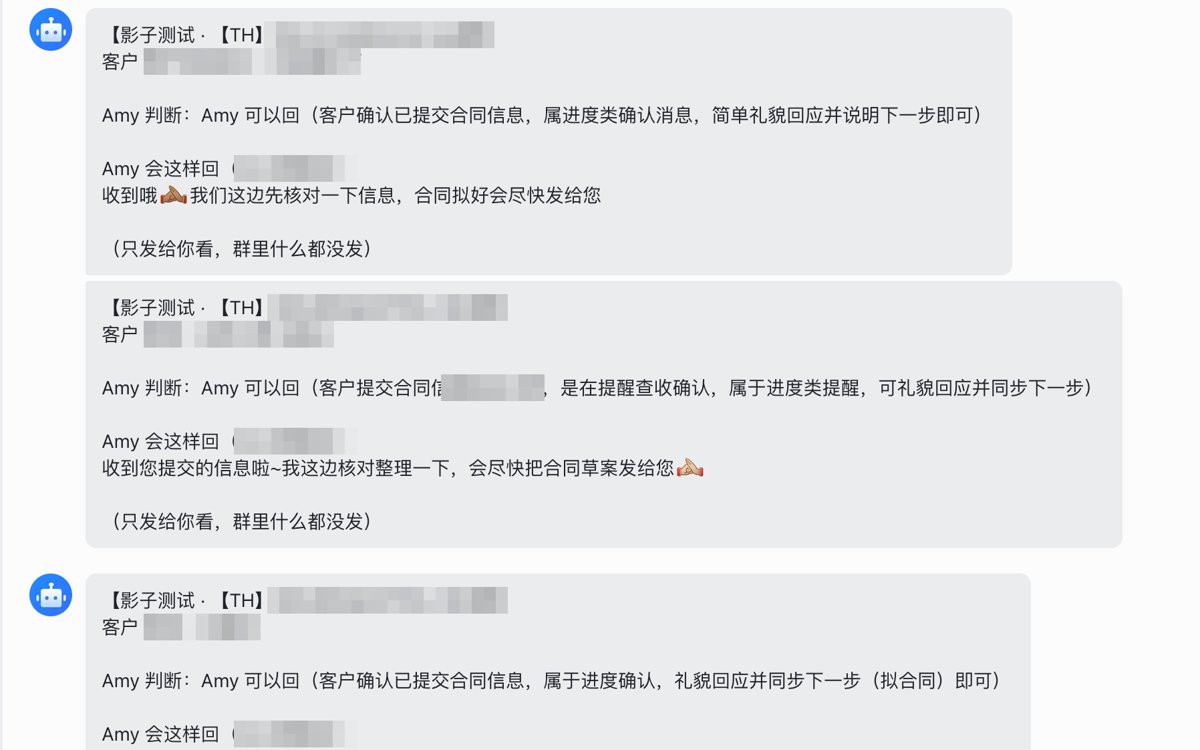 【影子测试 · 【TH】
客户
Amy 判断：Amy 可以回（客户确认已提交合同信息，属进度类确认消息，简单礼貌回应并说明下一步即可）
Amy 会这样回（
收到哦🫱🏽‍🫲🏼我们这边先核对一下信息，合同拟好会尽快发给您
（只发给你看，群里什么都没发）
【影子测试 · 【TH】
客户
Amy 判断：Amy 可以回（客户提交合同信，是在提醒查收确认，属于进度类提醒，可礼貌回应并同步下一步）
Amy 会这样回（
收到您提交的信息啦~我这边核对整理一下，会尽快把合同草案发给您🫱🏻‍🫲🏼
（只发给你看，群里什么都没发）
【影子测试 · 【TH】
客户
Amy 判断：Amy 可以回（客户确认已提交合同信息，属于进度确认，礼貌回应并同步下一步（拟合同）即可）
Amy 会这样回（